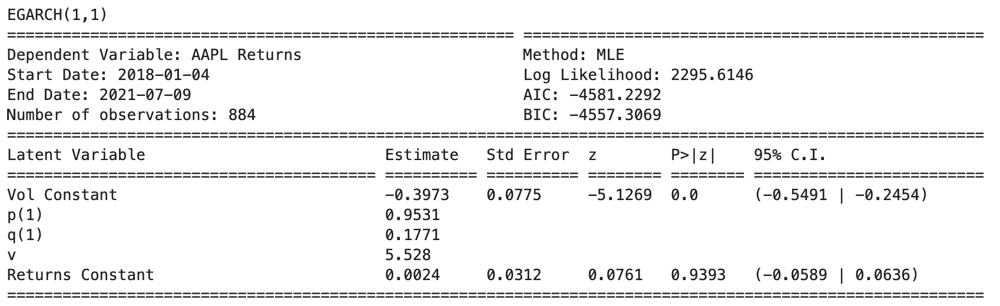 EGARCH(1,1)
======================================================= ==================================================
Dependent Variable: AAPL Returns                        Method: MLE
Start Date: 2018-01-04                                  Log Likelihood: 2295.6146
End Date: 2021-07-09                                    AIC: -4581.2292
Number of observations: 884                             BIC: -4557.3069
==========================================================================================================
Latent Variable                          Estimate   Std Error  z        P>|z|    95% C.I.
======================================== ========== ========== ======== ======== =========================
Vol Constant                             -0.3973    0.0775     -5.1269  0.0      (-0.5491 | -0.2454)
p(1)                                     0.9531
q(1)                                     0.1771
v                                        5.528
Returns Constant                         0.0024     0.0312     0.0761   0.9393   (-0.0589 | 0.0636)
==========================================================================================================